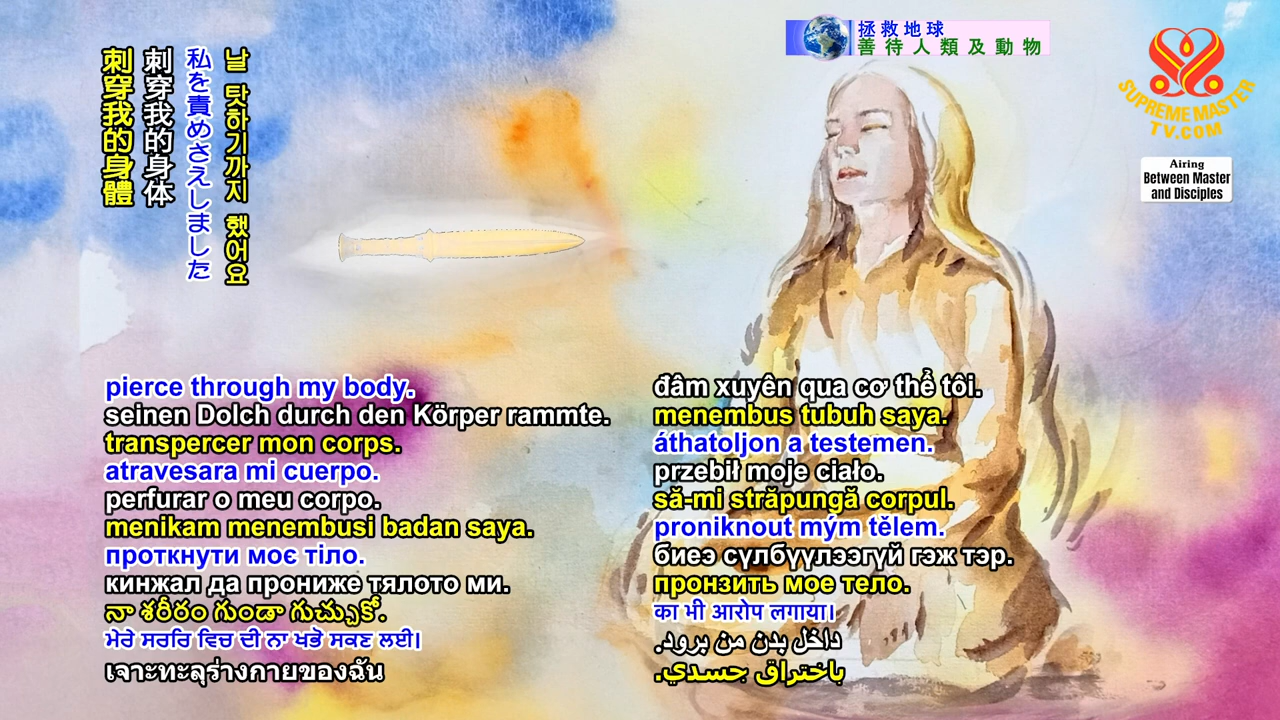 拯救地球
善待人類及動物
SUPREME MASTER
TV.COM
Airing
Between Master
and Disciples
날 탓하기까지 했어요
私を責めさえしました
刺穿我的身体
刺穿我的身體
pierce through my body.
seinen Dolch durch den Körper rammte.
transpercer mon corps.
atravesara mi cuerpo.
perfurar o meu corpo.
menikam menembusi badan saya.
проткнути моє тіло.
кинжал да прониже тялото ми.
నా శరీరం గుండా గుచ్చుకో.
ਮੇਰੇ ਸਰਰਿ ਵਿਚ ਦੀ ਨਾ ਖਭੋ ਸਕਣ ਲਈ।
เจาะทะลุร่างกายของฉัน
đâm xuyên qua cơ thể tôi.
menembus tubuh saya.
áthatoljon a testemen.
przebił moje ciało.
să-mi străpungă corpul.
proniknout mým tělem.
биеэ сүлбүүлээгүй гэж тэр.
пронзить мое тело.
का भी आरोप लगाया।
داخل بدن من برود.
باختراق جسدي.